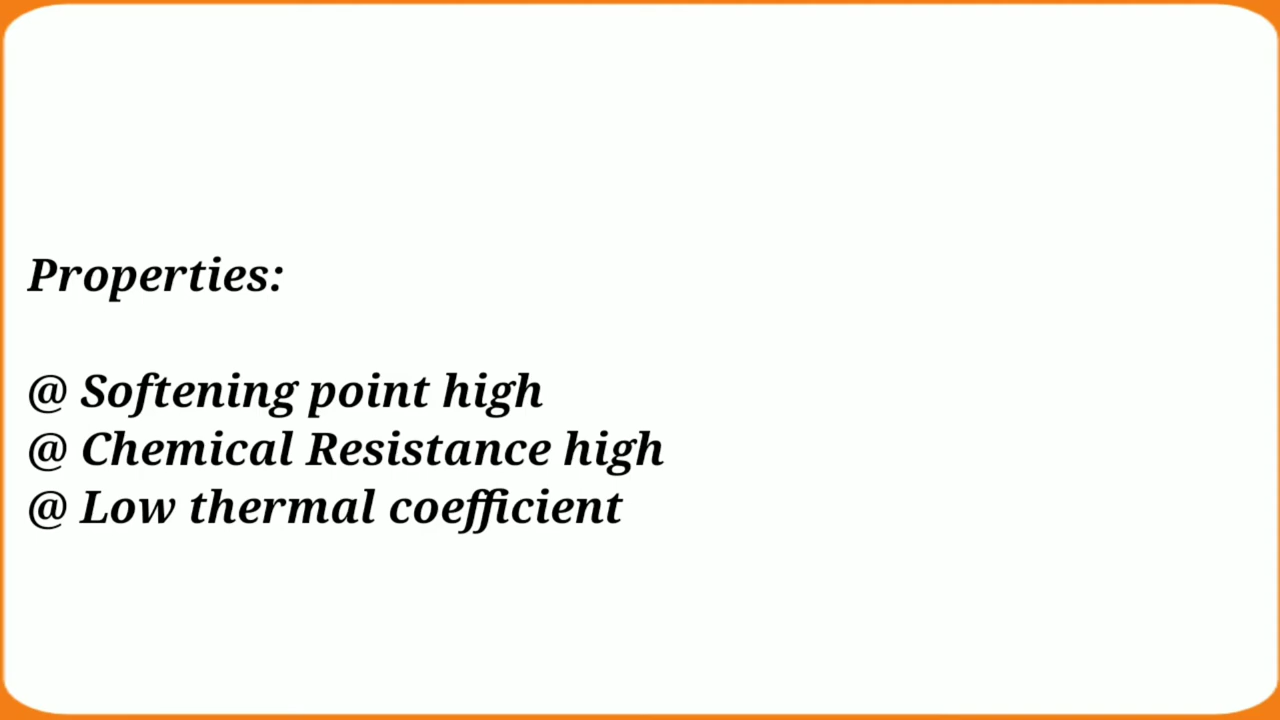 Properties:
@ Softening point high
@ Chemical Resistance high
@ Low thermal coefficient